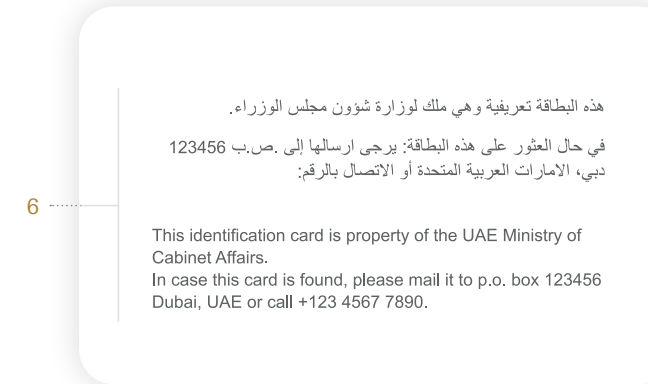 هذه البطاقة تعريفية وهي ملك لوزارة شؤون مجلس الوزراء.
في حال العثور على هذه البطاقة: يرجى ارسالها إلى .ص.ب 123456
دبي، الامارات العربية المتحدة أو الاتصال بالرقم:
6
This identification card is property of the UAE Ministry of
Cabinet Affairs.
In case this card is found, please mail it to p.o. box 123456
Dubai, UAE or call +123 4567 7890.